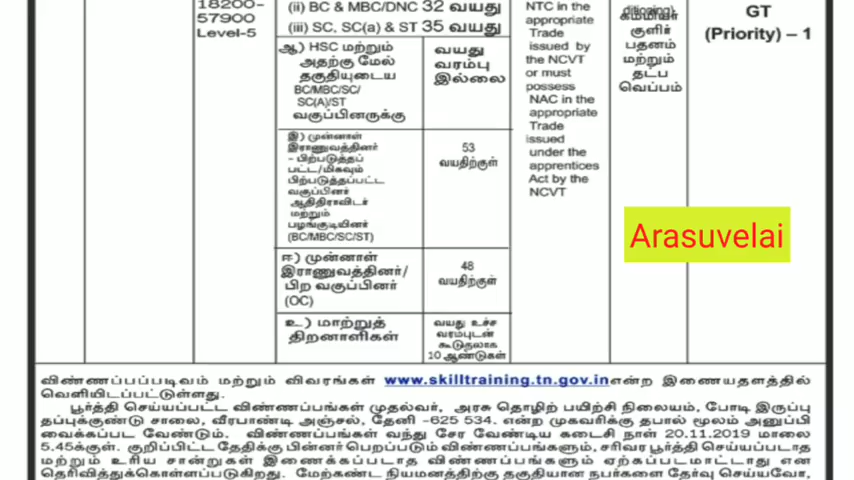 18200-
57900
Level-5
(ii) BC & MBC/DNC 32 வயது
(iii) SC, SC(a) & ST 35 வயது
ஆ) HSC மற்றும்
அதற்கு மேல்
தகுதியுடைய
BC/MBC/SC/
SC(A)/ST
வகுப்பினருக்கு
வயது
வரம்பு
இல்லை
இ) முன்னாள்
இராணுவத்தினர்
- பிற்படுத்தப்
பட்ட/மிகவும்
பிற்படுத்தப்பட்ட
வகுப்பினர்
ஆதிதிராவிடர்
மற்றும்
பழங்குடியினர்
(BC/MBC/SC/ST)
53
வயதிற்குள்
ஈ) முன்னாள்
இராணுவத்தினர்/
பிற வகுப்பினர்
(OC)
48
வயதிற்குள்
உ) மாற்றுத்
திறனாளிகள்
வயது உச்ச
வரம்புடன்
கூடுதலாக
10 ஆண்டுகள்
NTC in the
appropriate
Trade
issued by
the NCVT
or must
possess
NAC in the
appropriate
Trade
issued
under the
apprentices
Act by the
NCVT
கம்மியர்
குளிர்
பதனம்
மற்றும்
தட்ப
வெப்பம்
GT
(Priority) – 1
Arasuvelai
விண்ணப்பப்படிவம் மற்றும் விவரங்கள் www.skilltraining.tn.gov.in என்ற இணையதளத்தில்
வெளியிடப்பட்டுள்ளது.
பூர்த்தி செய்யப்பட்ட விண்ணப்பங்கள் முதல்வர், அரசு தொழிற் பயிற்சி நிலையம், போடி இருப்பு
தப்புக்குண்டு சாலை, வீரபாண்டி அஞ்சல், தேனி -625 534. என்ற முகவரிக்கு தபால் மூலம் அனுப்பி
வைக்கப்பட வேண்டும். விண்ணப்பங்கள் வந்து சேர வேண்டிய கடைசி நாள் 20.11.2019 மாலை
5.45க்குள். குறிப்பிட்ட தேதிக்கு பின்னர் பெறப்படும் விண்ணப்பங்களும், சரிவர பூர்த்தி செய்யப்படாத
மற்றும் உரிய சான்றுகள் இணைக்கப்படாத விண்ணப்பங்களும் ஏற்கப்படமாட்டாது என
தெரிவித்துக்கொள்ளப்படுகிறது. மேற்கண்ட நியமனத்திற்கு தகுதியான நபர்களை தேர்வு செய்யவோ,